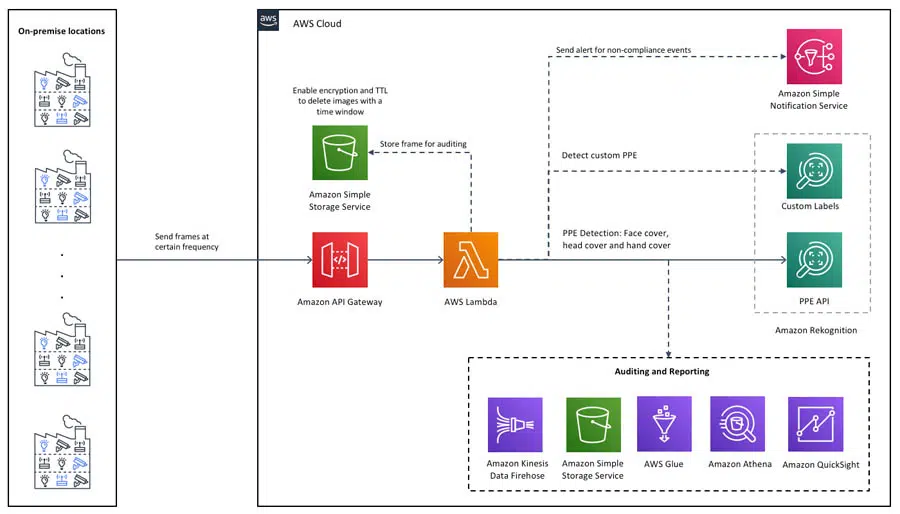 On-premise locations
aws
AWS Cloud
Send alert for non-compliance events
Amazon Simple
Notification Service
Enable encryption and TTL
to delete images with a
time window
Store frame for auditing
Amazon Simple
Storage Service
Detect custom PPE
Custom Labels
Send frames at
certain frequency
PPE Detection: Face cover,
head cover and hand cover
Amazon API Gateway
AWS Lambda
PPE API
Amazon Rekognition
Auditing and Reporting
Amazon Kinesis
Data Firehose
Amazon Simple
Storage Service
AWS Glue
Amazon Athena
Amazon QuickSight